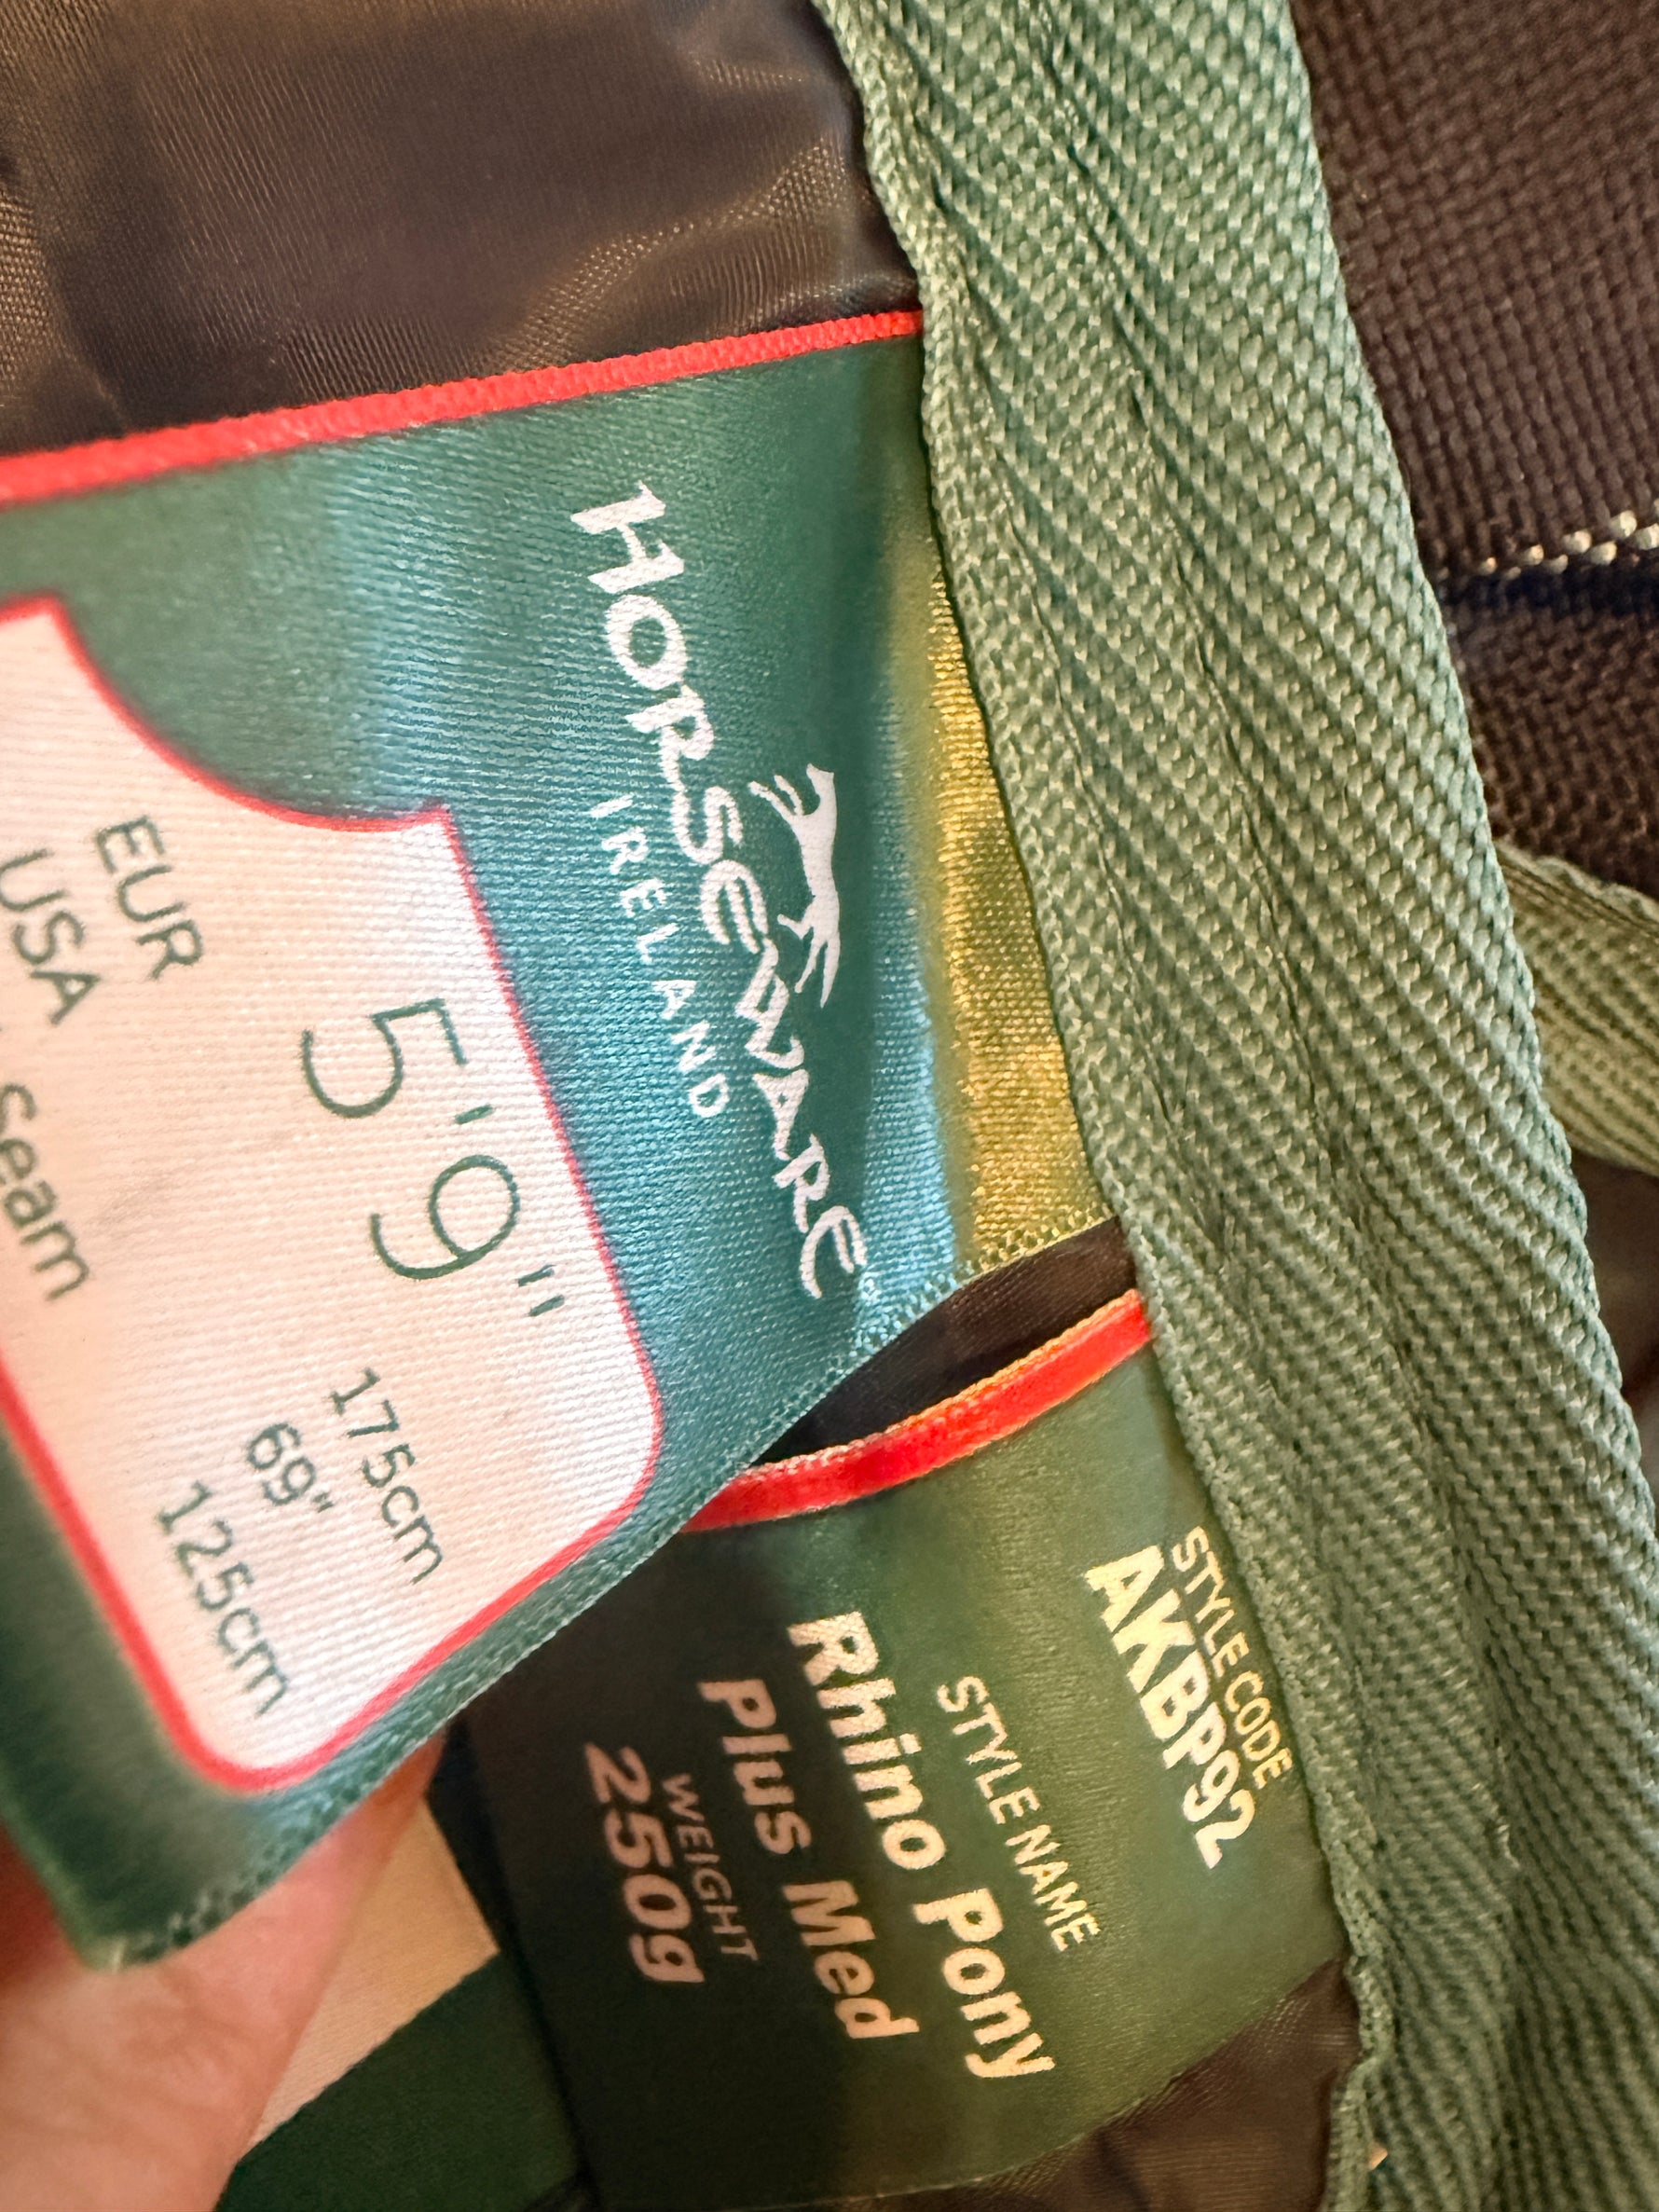 HORSEWARE
IRELAND
5'9"
EUR 175cm
USA 69"
Seam 125cm
STYLE CODE
AKBP92
STYLE NAME
Rhino Pony
Plus Med
WEIGHT
250g